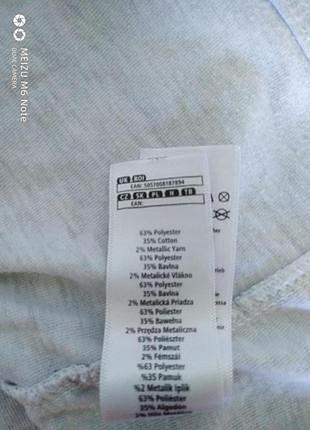 MEIZU M6 Note
DUAL CAMERA
UK ROI
EAN: 5057008187894
CZ SK PL H TR
EAN:
63% Polyester
35% Cotton
2% Metallic Yarn
63% Polyester
35% Bavlna
2% Metalické Vlákno
63% Polyester
35% Bavlna
2% Metalická Priadza
63% Poliester
35% Bawełna
2% Przędza Metaliczna
63% Poliészter
35% Pamut
2% Fémszál
%63 Polyester
%35 Pamuk
%2 Metalik İplik
63% Poliéster
35% Algodón